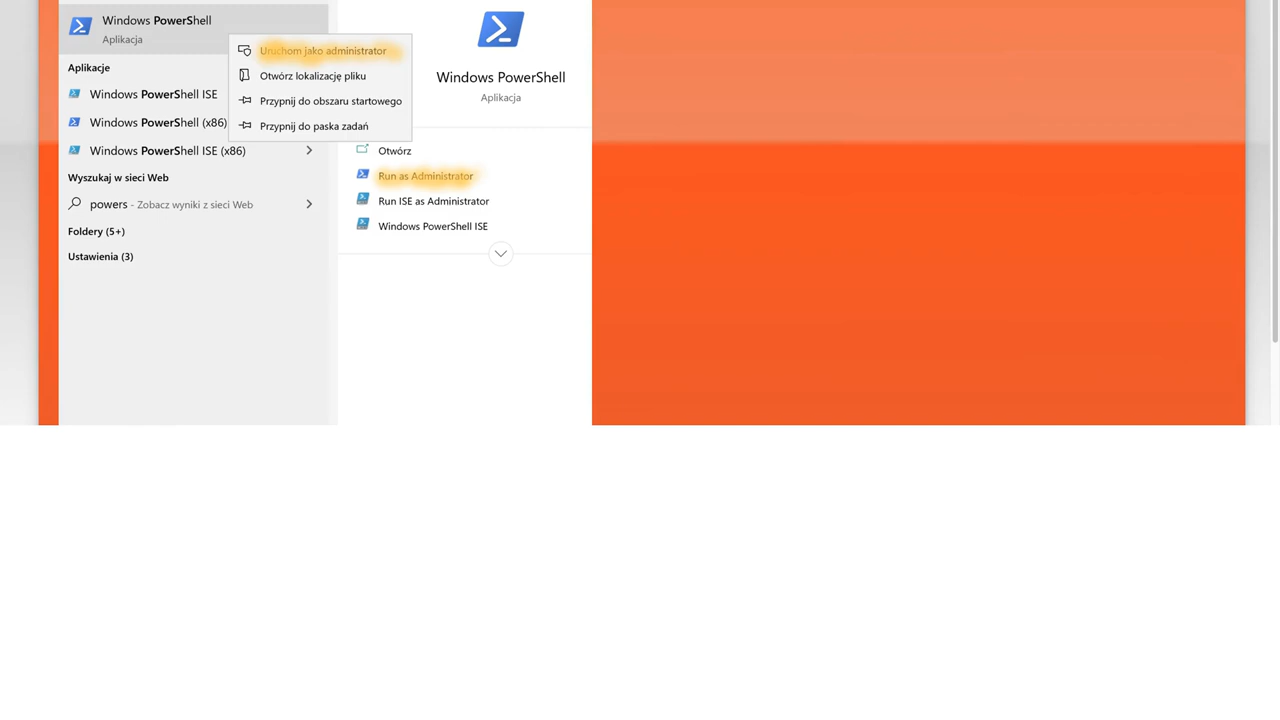 Windows PowerShell
Aplikacja
Uruchom jako administrator
Otwórz lokalizację pliku
Przypnij do obszaru startowego
Przypnij do paska zadań
Aplikacje
Windows PowerShell ISE
Windows PowerShell (x86)
Windows PowerShell ISE (x86)
Wyszukaj w sieci Web
powers - Zobacz wyniki z sieci Web
Foldery (5+)
Ustawienia (3)
Windows PowerShell
Aplikacja
Otwórz
Run as Administrator
Run ISE as Administrator
Windows PowerShell ISE